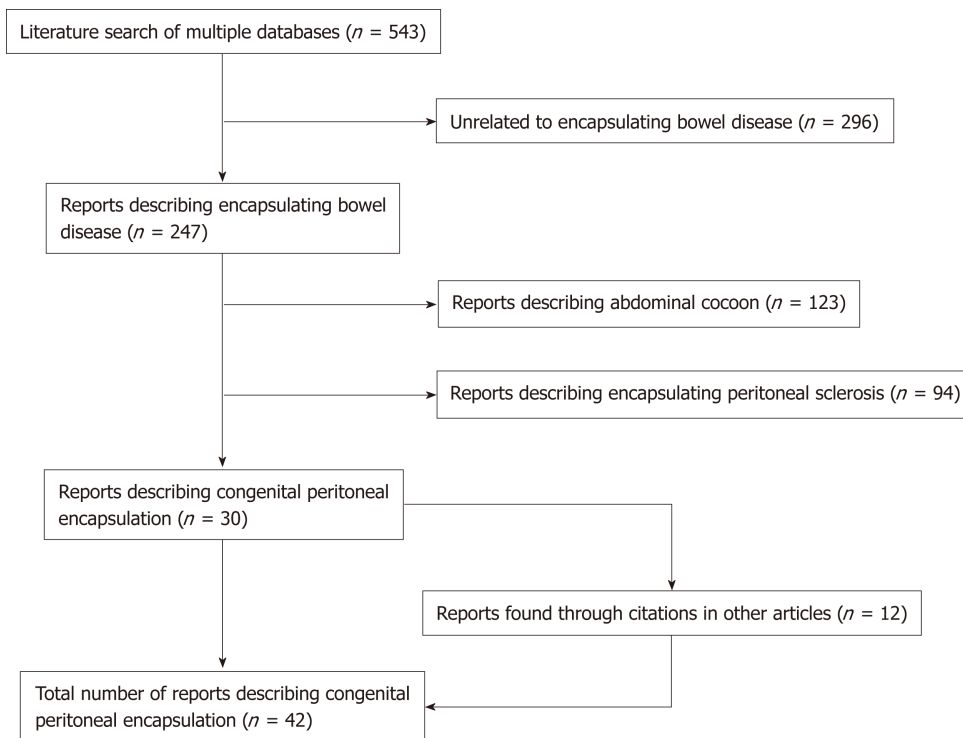 Literature search of multiple databases (n = 543)
Unrelated to encapsulating bowel disease (n = 296)
Reports describing encapsulating bowel
disease (n = 247)
Reports describing abdominal cocoon (n = 123)
Reports describing encapsulating peritoneal sclerosis (n = 94)
Reports describing congenital peritoneal
encapsulation (n = 30)
Reports found through citations in other articles (n = 12)
Total number of reports describing congenital
peritoneal encapsulation (n = 42)